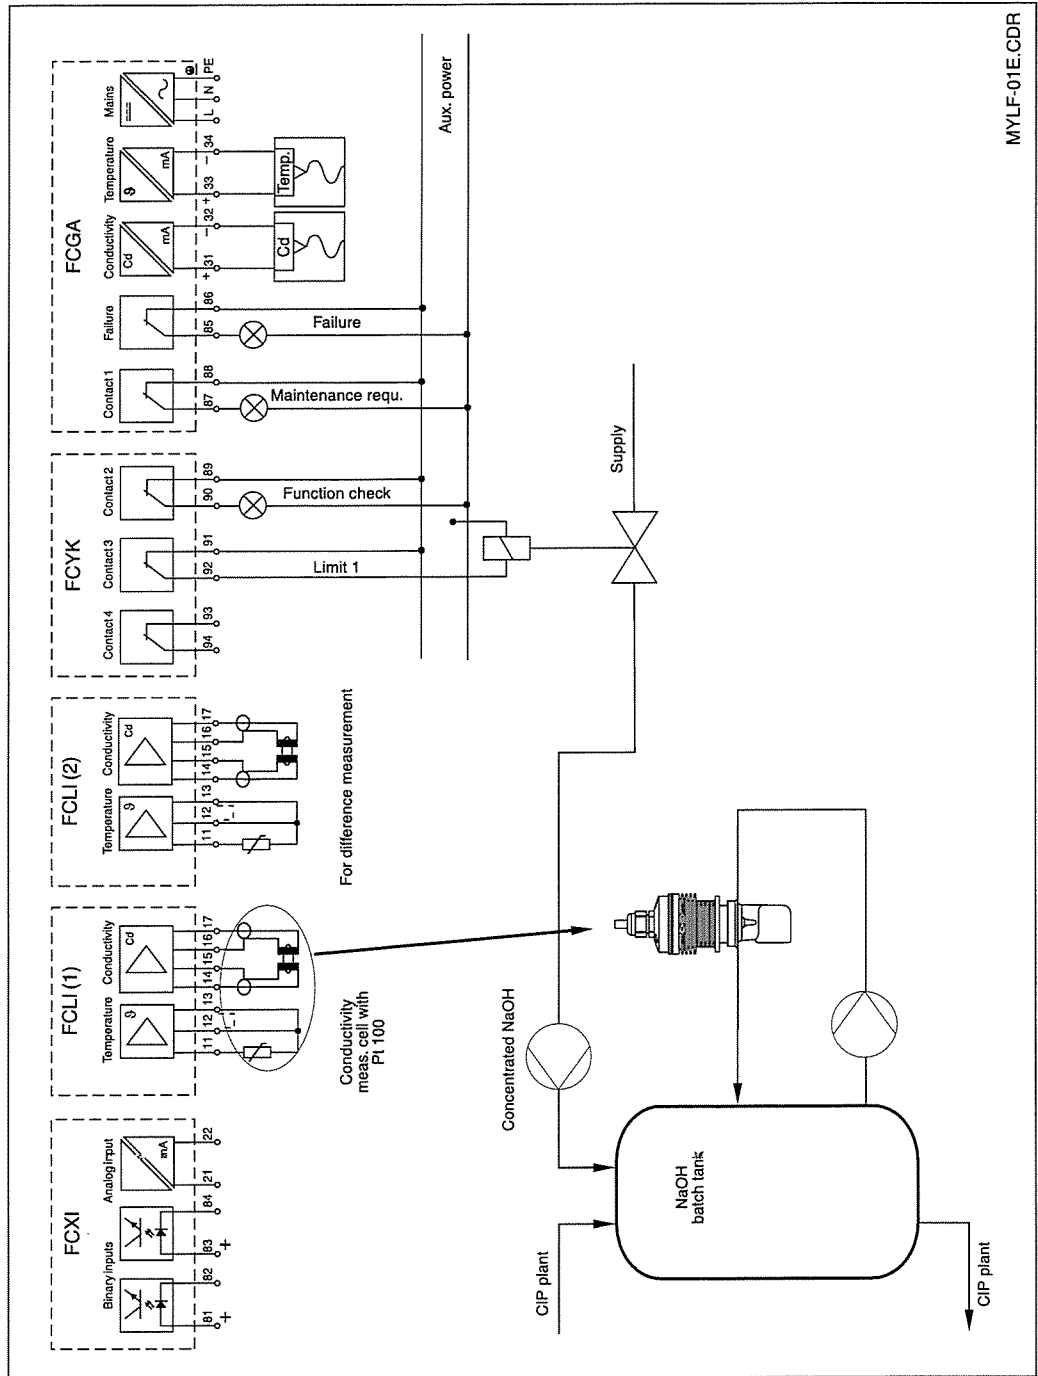 FCXI
Binary inputs
Analog input
mA
81
82
83
84
21
22
+
+
FCLI (1)
Temperature
Conductivity
ϑ
Cd
11
12
13
14
15
16
17
Conductivity
meas. cell with
Pt 100
FCLI (2)
Temperature
Conductivity
ϑ
Cd
11
12
13
14
15
16
17
For difference measurement
FCYK
Contact 4
Contact 3
Contact 2
94
93
92
91
90
89
Limit 1
Function check
FCGA
Contact 1
Failure
Conductivity
Temperature
Mains
Cd
mA
ϑ
mA
87
88
85
86
+ 31
− 32
+ 33
− 34
L
N
PE
Maintenance requ.
Failure
Cd
Temp.
Aux. power
Supply
Concentrated NaOH
CIP plant
NaOH
batch tank
CIP plant
MYLF-01E.CDR